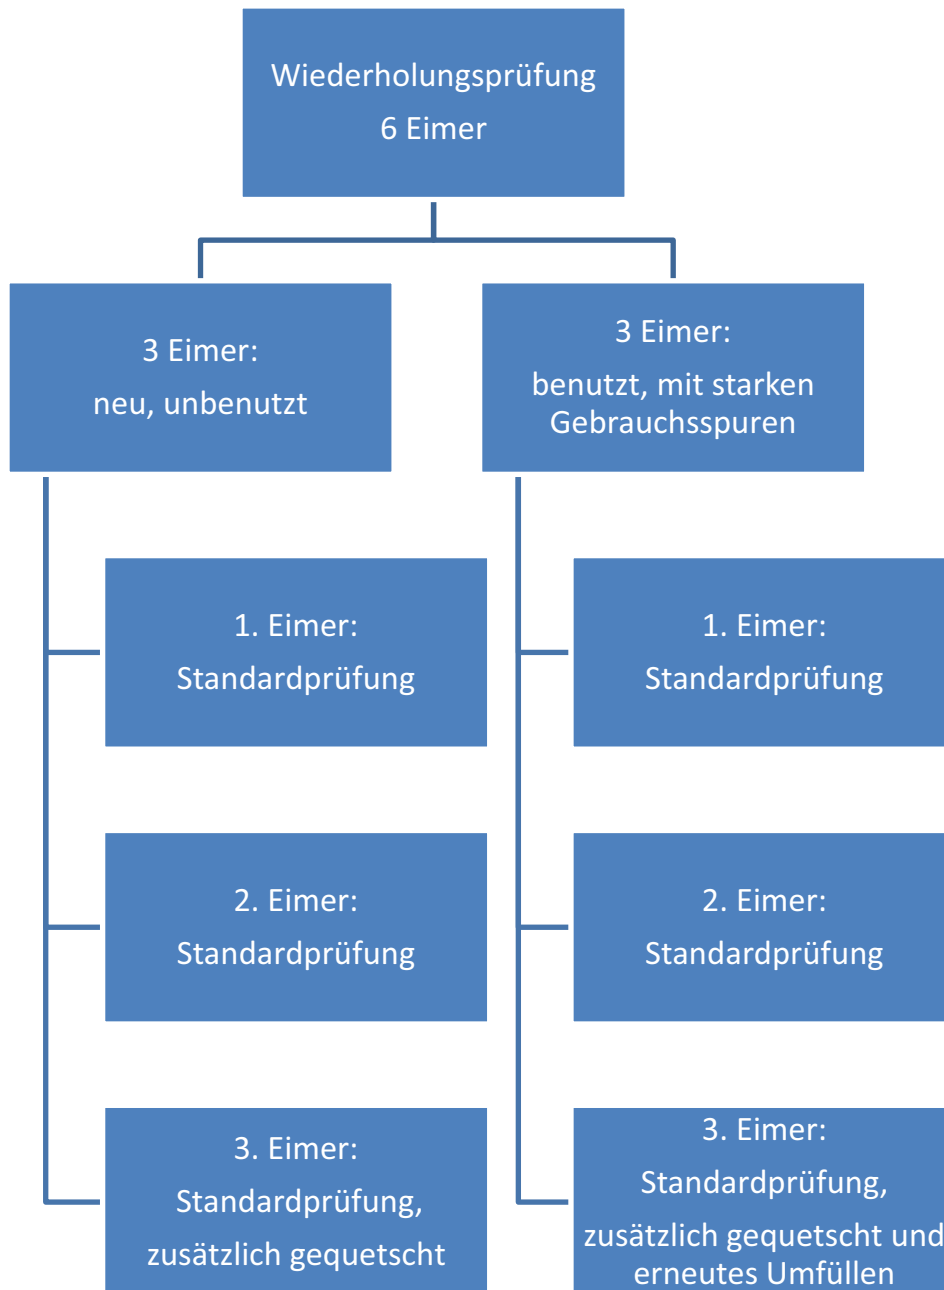 Wiederholungsprüfung
6 Eimer
3 Eimer:
neu, unbenutzt
3 Eimer:
benutzt, mit starken
Gebrauchsspuren
1. Eimer:
Standardprüfung
2. Eimer:
Standardprüfung
3. Eimer:
Standardprüfung,
zusätzlich gequetscht
1. Eimer:
Standardprüfung
2. Eimer:
Standardprüfung
3. Eimer:
Standardprüfung,
zusätzlich gequetscht und
erneutes Umfüllen